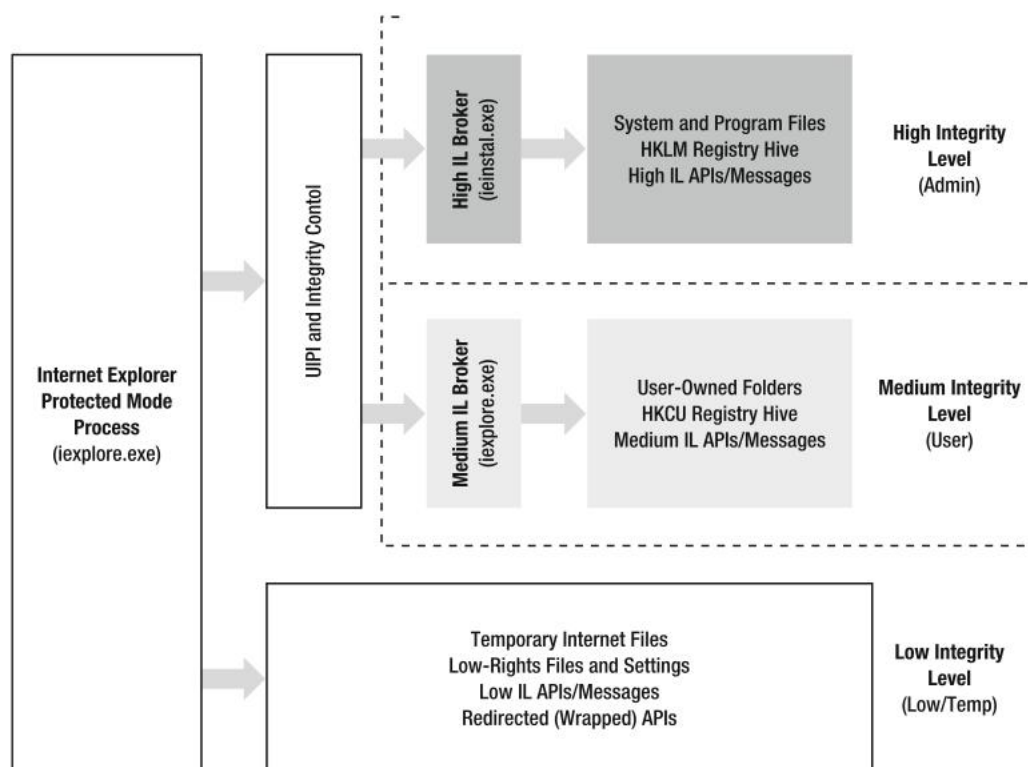 Internet Explorer
Protected Mode
Process
(iexplore.exe)
UIPI and Integrity Contol
High IL Broker
(ieinstal.exe)
System and Program Files
HKLM Registry Hive
High IL APIs/Messages
High Integrity
Level
(Admin)
Medium IL Broker
(iexplore.exe)
User-Owned Folders
HKCU Registry Hive
Medium IL APIs/Messages
Medium Integrity
Level
(User)
Temporary Internet Files
Low-Rights Files and Settings
Low IL APIs/Messages
Redirected (Wrapped) APIs
Low Integrity
Level
(Low/Temp)